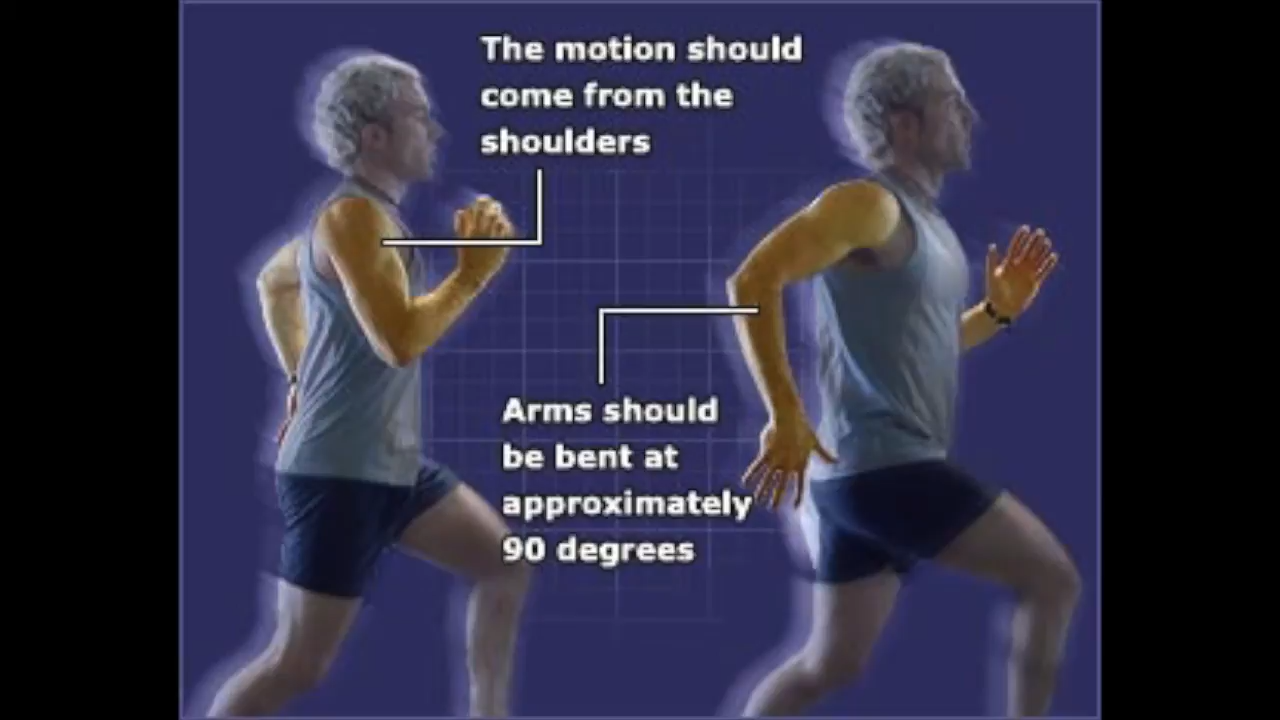 The motion should
come from the
shoulders
Arms should
be bent at
approximately
90 degrees